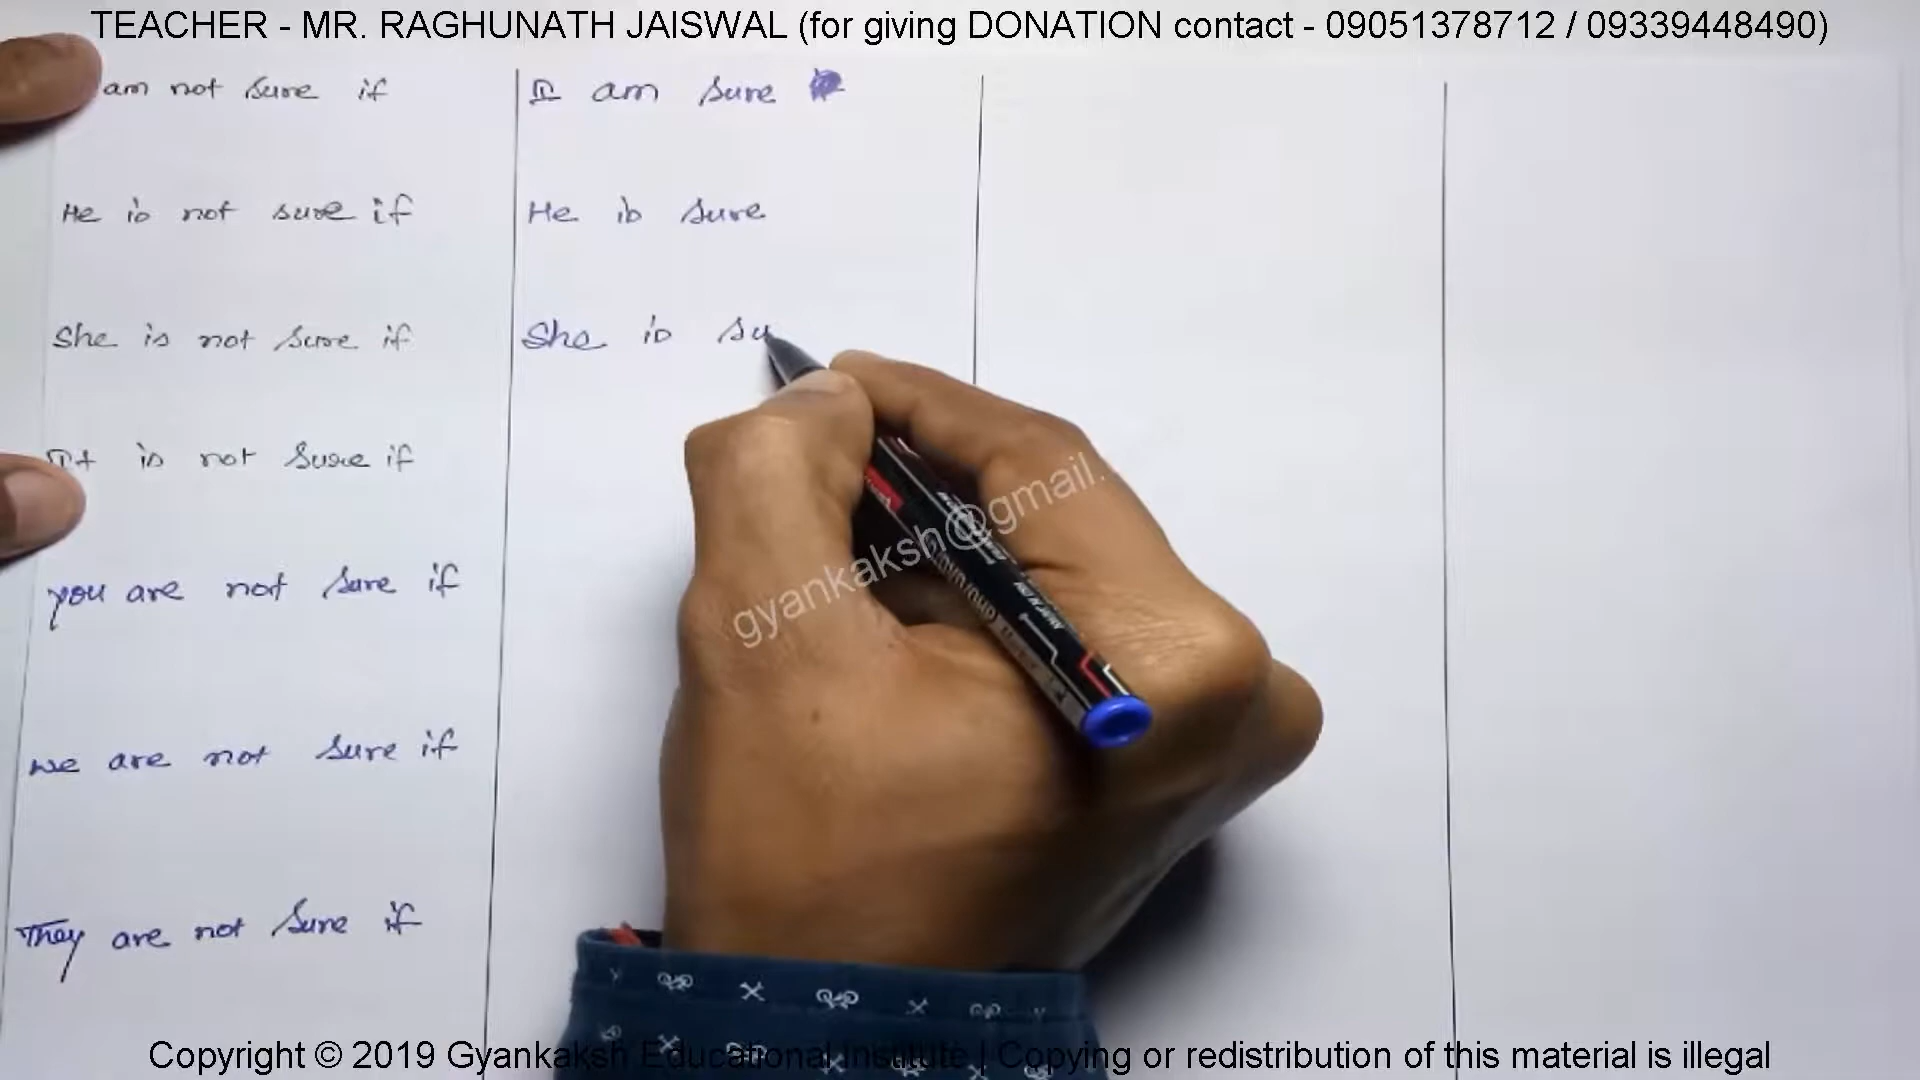 TEACHER - MR. RAGHUNATH JAISWAL (for giving DONATION contact - 09051378712 / 09339448490)
am not sure if
I am sure
He is not sure if
He is sure
She is not sure if
She is su
It is not sure if
you are not sure if
we are not sure if
They are not sure if
gyankaksh@gmail.
Copyright © 2019 Gyankaksh Educational Institute | Copying or redistribution of this material is illegal